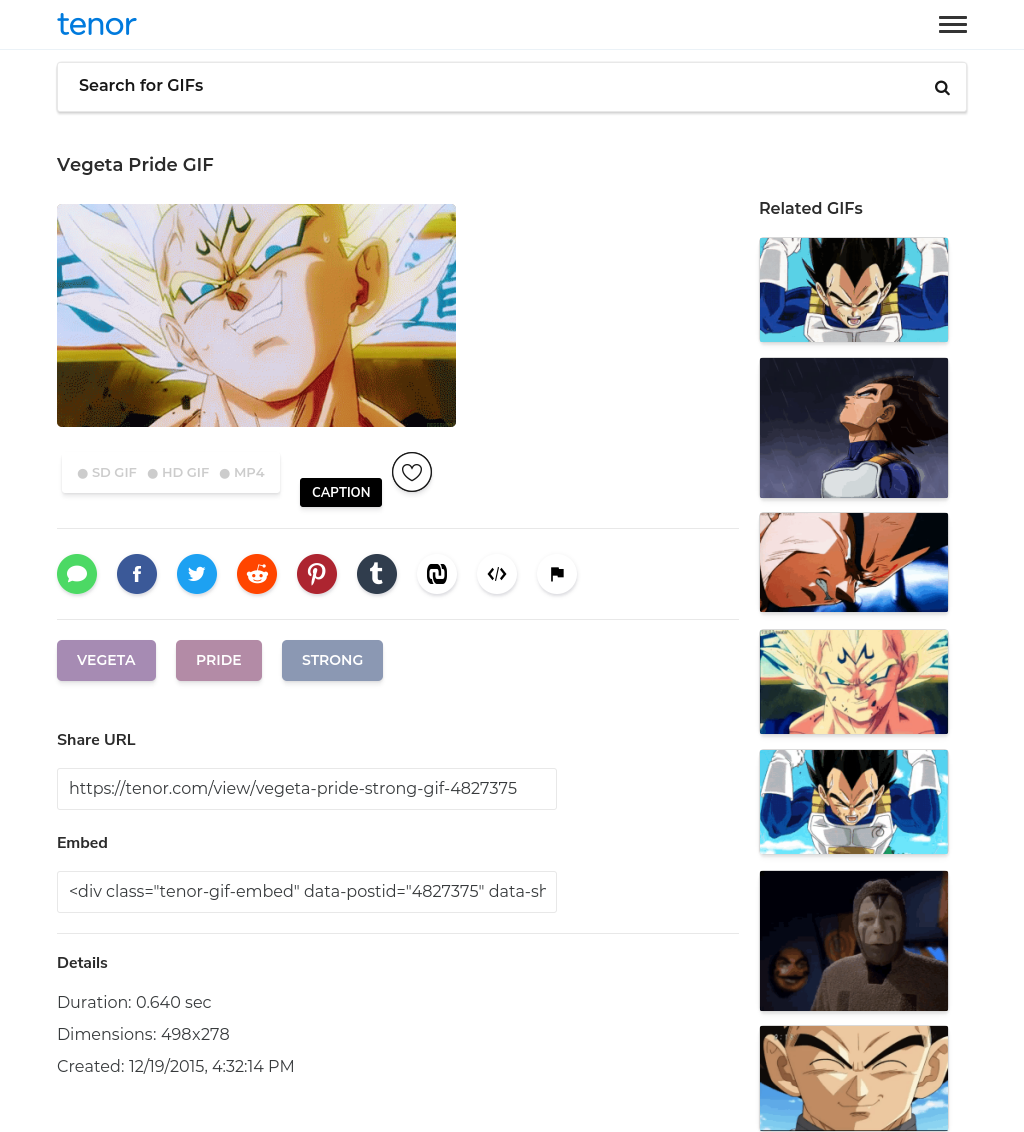 tenor
Search for GIFs
Vegeta Pride GIF
Related GIFs
SD GIF HD GIF MP4
CAPTION
VEGETA PRIDE STRONG
Share URL
https://tenor.com/view/vegeta-pride-strong-gif-4827375
Embed
<div class="tenor-gif-embed" data-postid="4827375" data-sh
Details
Duration: 0.640 sec
Dimensions: 498x278
Created: 12/19/2015, 4:32:14 PM